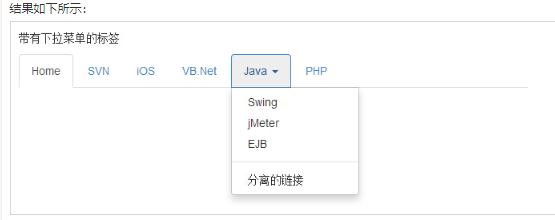 结果如下所示：
带有下拉菜单的标签
Home SVN iOS VB.Net Java PHP
Swing
jMeter
EJB
分离的链接